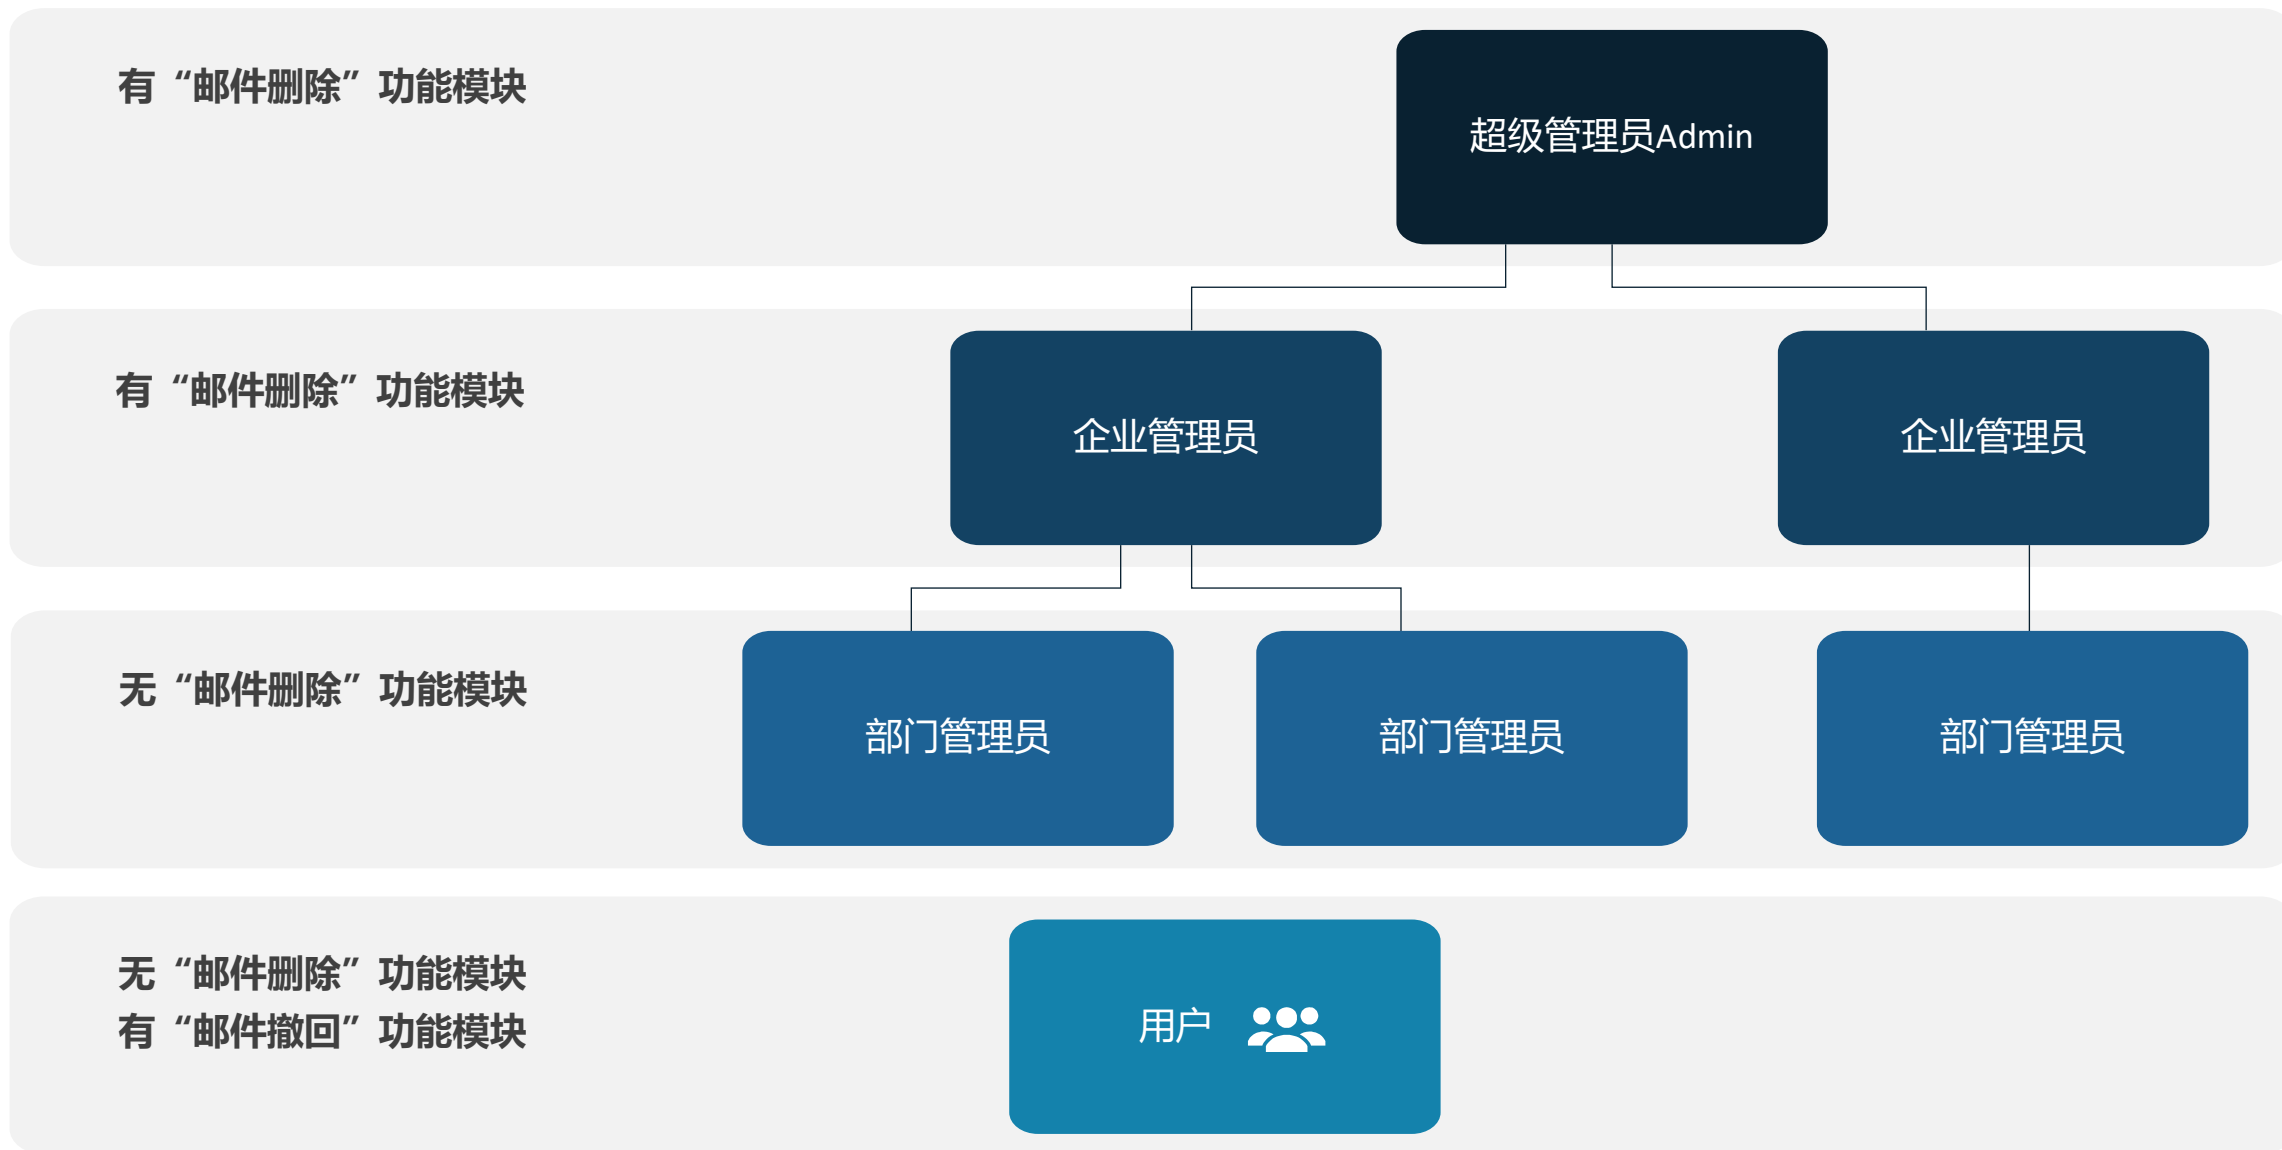 有“邮件删除”功能模块
超级管理员Admin
有“邮件删除”功能模块
企业管理员
企业管理员
无“邮件删除”功能模块
部门管理员
部门管理员
部门管理员
无“邮件删除”功能模块
有“邮件撤回”功能模块
用户